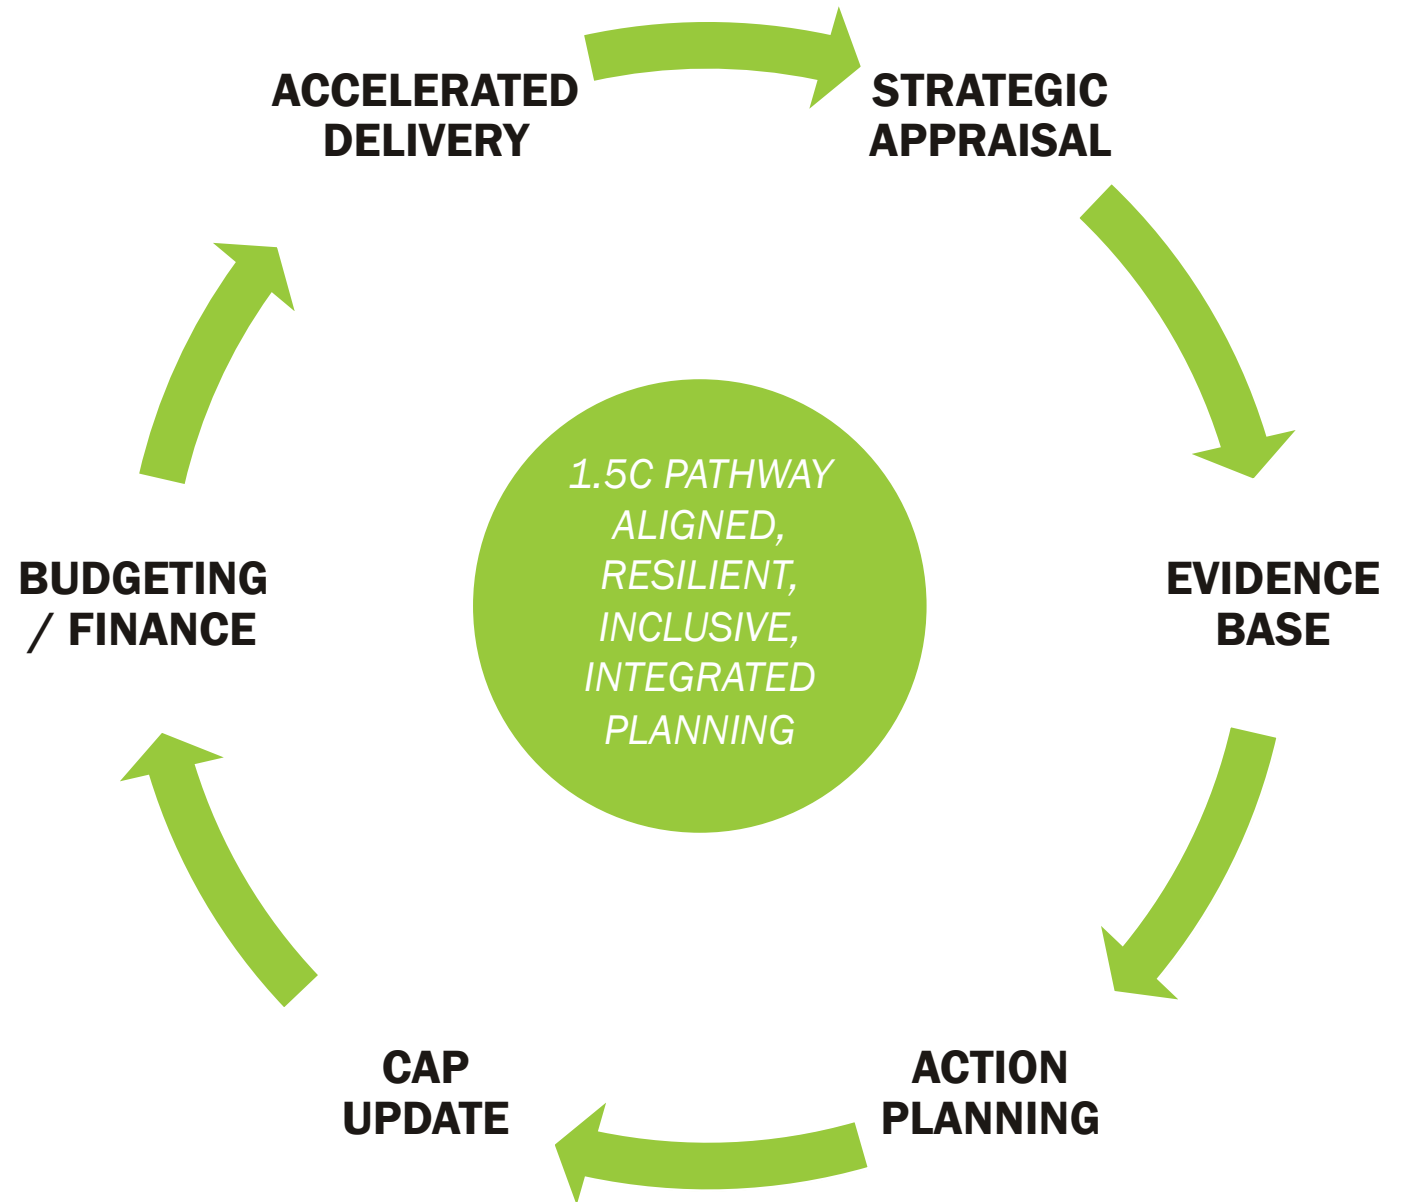 ACCELERATED
DELIVERY
STRATEGIC
APPRAISAL
1.5C PATHWAY
ALIGNED,
RESILIENT,
INCLUSIVE,
INTEGRATED
PLANNING
BUDGETING
/ FINANCE
EVIDENCE
BASE
CAP
UPDATE
ACTION
PLANNING